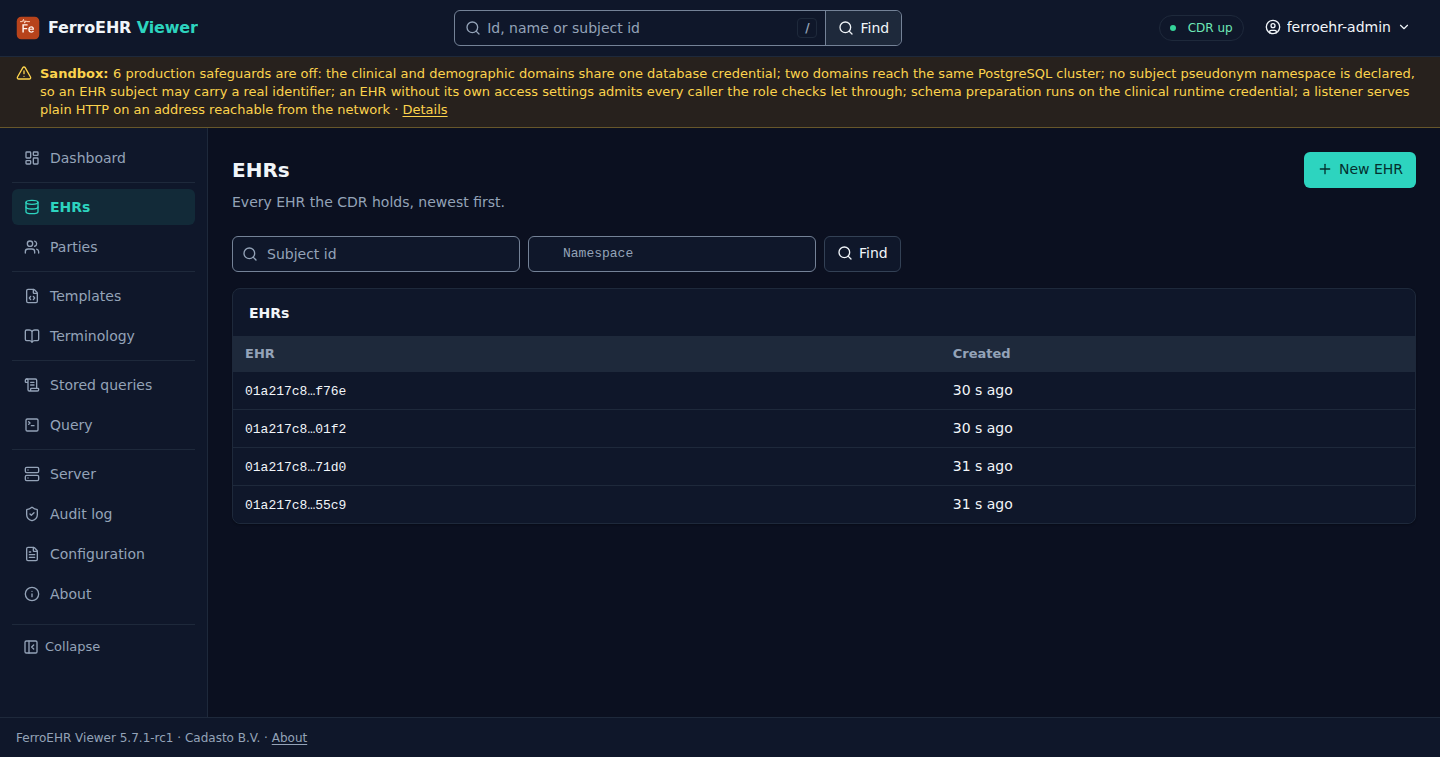 Fe FerroEHR Viewer
Id, name or subject id /
Find
CDR up
ferroehr-admin
Sandbox: 6 production safeguards are off: the clinical and demographic domains share one database credential; two domains reach the same PostgreSQL cluster; no subject pseudonym namespace is declared,
so an EHR subject may carry a real identifier; an EHR without its own access settings admits every caller the role checks let through; schema preparation runs on the clinical runtime credential; a listener serves
plain HTTP on an address reachable from the network · Details
Dashboard
EHRs
Parties
Templates
Terminology
Stored queries
Query
Server
Audit log
Configuration
About
Collapse
EHRs
New EHR
Every EHR the CDR holds, newest first.
Subject id
Namespace
Find
EHRs
EHR Created
01a217c8…f76e 30 s ago
01a217c8…01f2 30 s ago
01a217c8…71d0 31 s ago
01a217c8…55c9 31 s ago
FerroEHR Viewer 5.7.1-rc1 · Cadasto B.V. · About